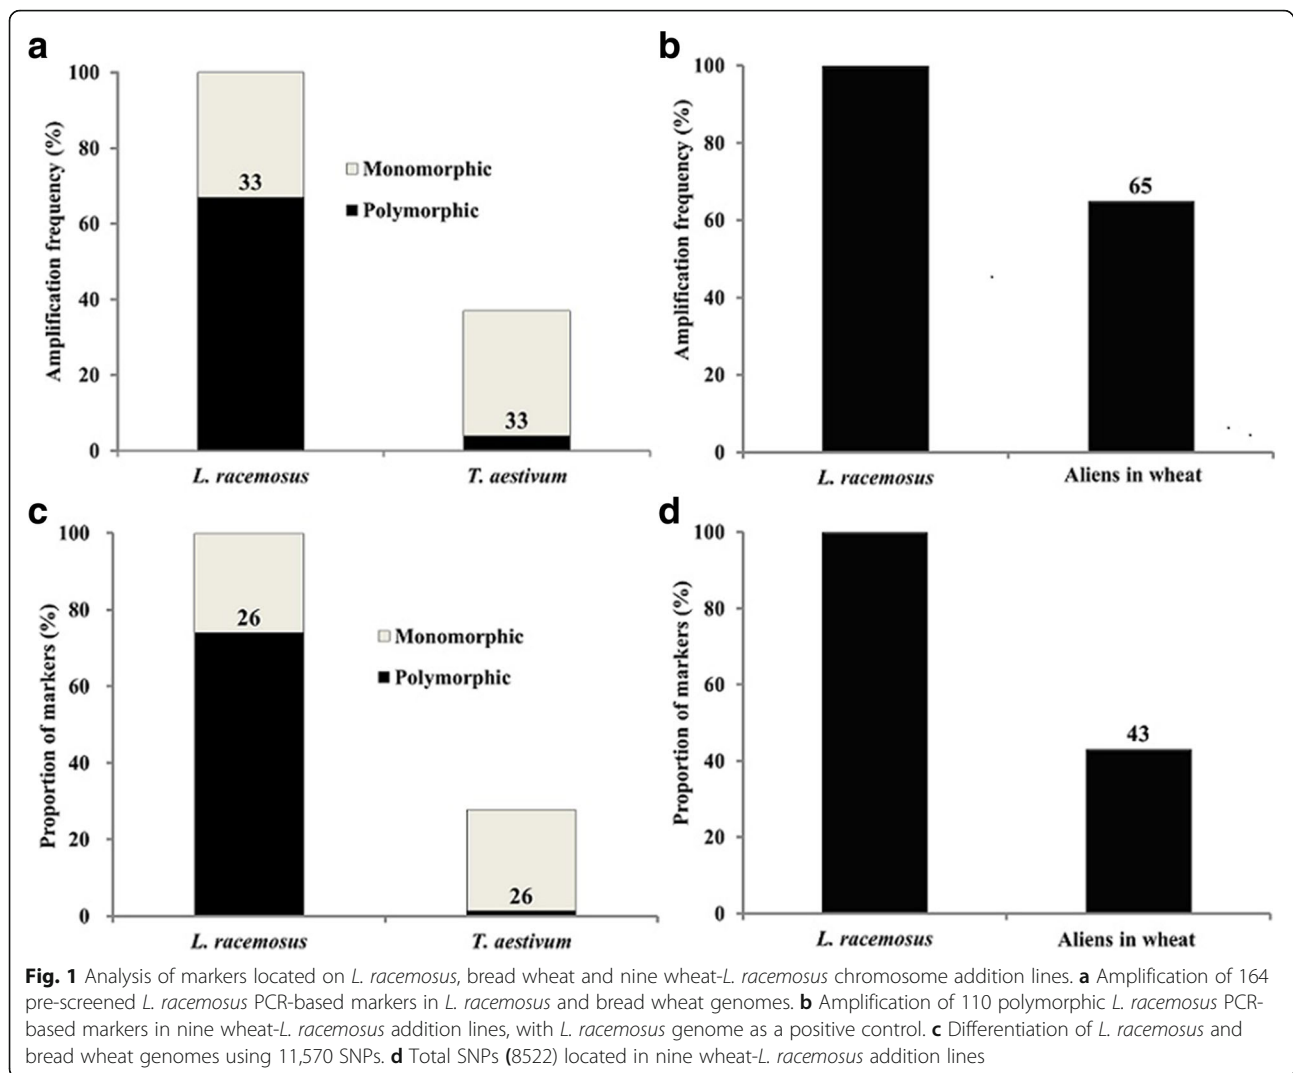 a
100
80
60
40
20
0
Amplification frequency (%)
33
33
Monomorphic
Polymorphic
L. racemosus
T. aestivum
b
100
80
60
40
20
0
Amplification frequency (%)
65
L. racemosus
Aliens in wheat
c
100
80
60
40
20
0
Proportion of markers (%)
26
26
Monomorphic
Polymorphic
L. racemosus
T. aestivum
d
100
80
60
40
20
0
Proportion of markers (%)
43
L. racemosus
Aliens in wheat
Fig. 1 Analysis of markers located on L. racemosus, bread wheat and nine wheat-L. racemosus chromosome addition lines. a Amplification of 164
pre-screened L. racemosus PCR-based markers in L. racemosus and bread wheat genomes. b Amplification of 110 polymorphic L. racemosus PCR-
based markers in nine wheat-L. racemosus addition lines, with L. racemosus genome as a positive control. c Differentiation of L. racemosus and
bread wheat genomes using 11,570 SNPs. d Total SNPs (8522) located in nine wheat-L. racemosus addition lines